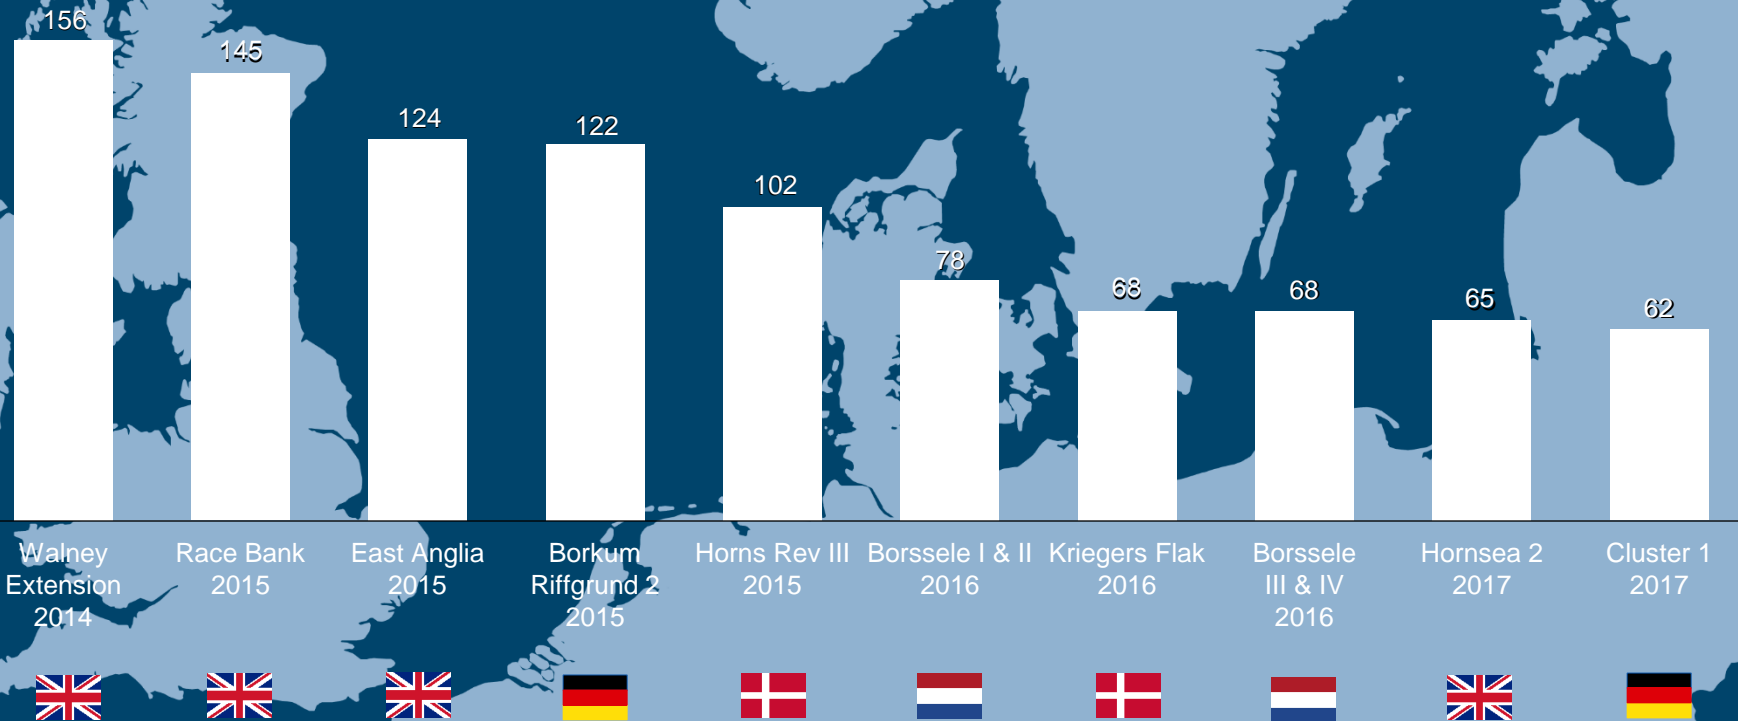 156
145
124
122
102
78
68
68
65
62
Walney
Extension
2014
Race Bank
2015
East Anglia
2015
Borkum
Riffgrund 2
2015
Horns Rev III
2015
Borssele I & II
2016
Kriegers Flak
2016
Borssele
III & IV
2016
Hornsea 2
2017
Cluster 1
2017